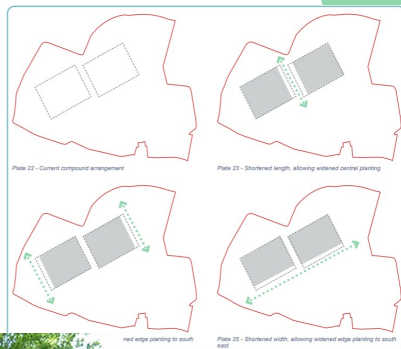 Plate 22 - Current compound arrangement
Plate 23 - Shortened length, allowing widened central planting
ned edge planting to south
Plate 25 - Shortened width, allowing widened edge planting to south
east